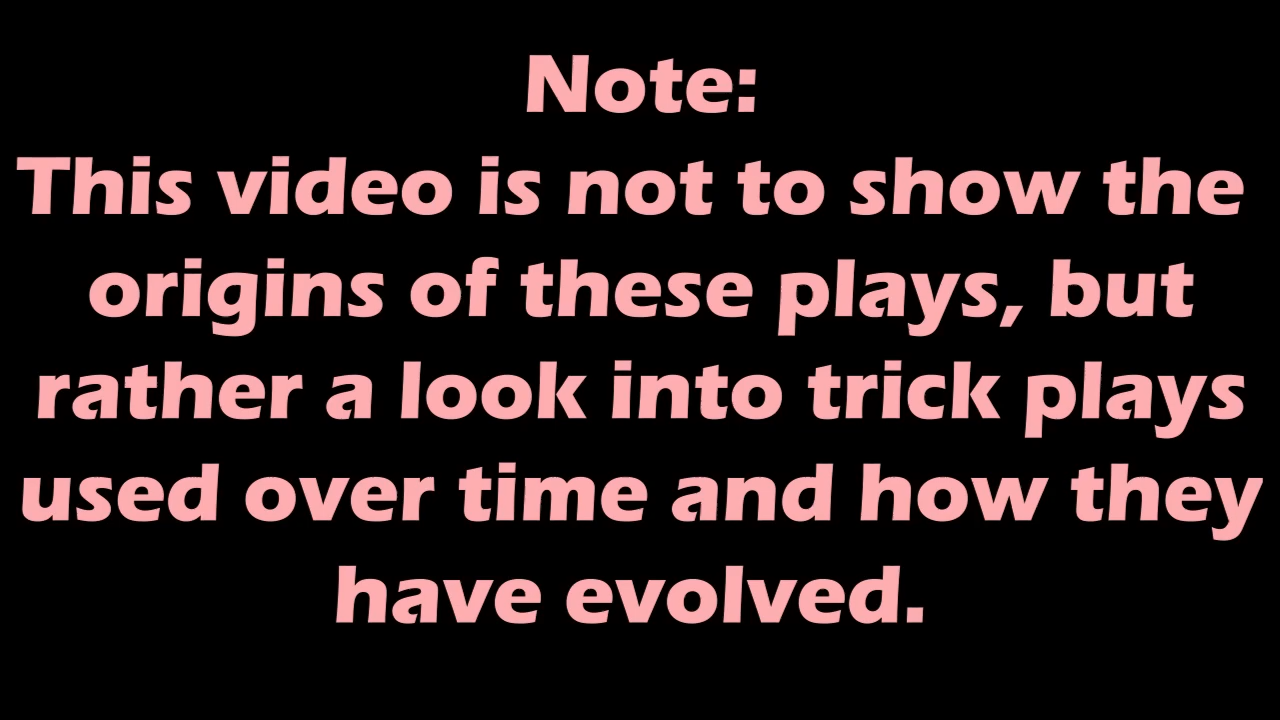 Note:
This video is not to show the
origins of these plays, but
rather a look into trick plays
used over time and how they
have evolved.